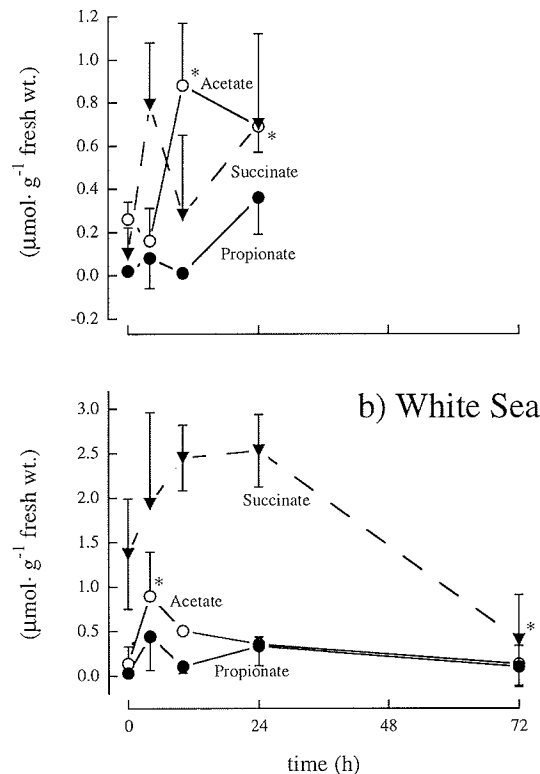 1.2
1.0
0.8
0.6
0.4
0.2
0.0
-0.2
(μmol· g-1 fresh wt.)
*
Acetate
*
Succinate
Propionate
b) White Sea
3.0
2.5
2.0
1.5
1.0
0.5
0.0
(μmol· g-1 fresh wt.)
Succinate
*
Acetate
*
Propionate
0
24
48
72
time (h)